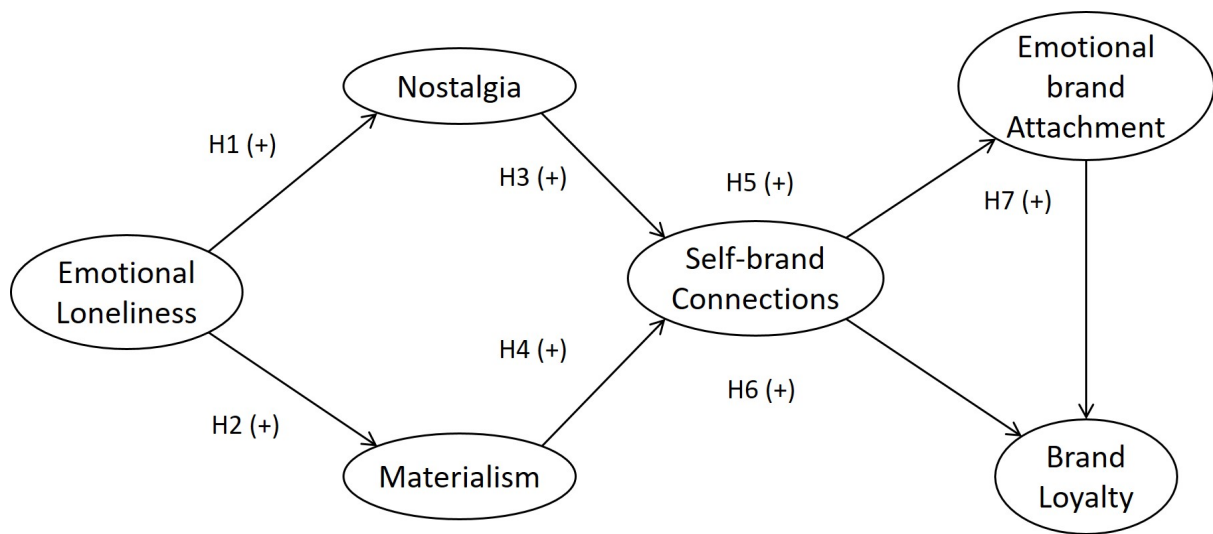 Nostalgia
Emotional
brand
Attachment
H1 (+)
H3 (+)
H5 (+)
H7 (+)
Emotional
Loneliness
Self-brand
Connections
H2 (+)
H4 (+)
H6 (+)
Materialism
Brand
Loyalty